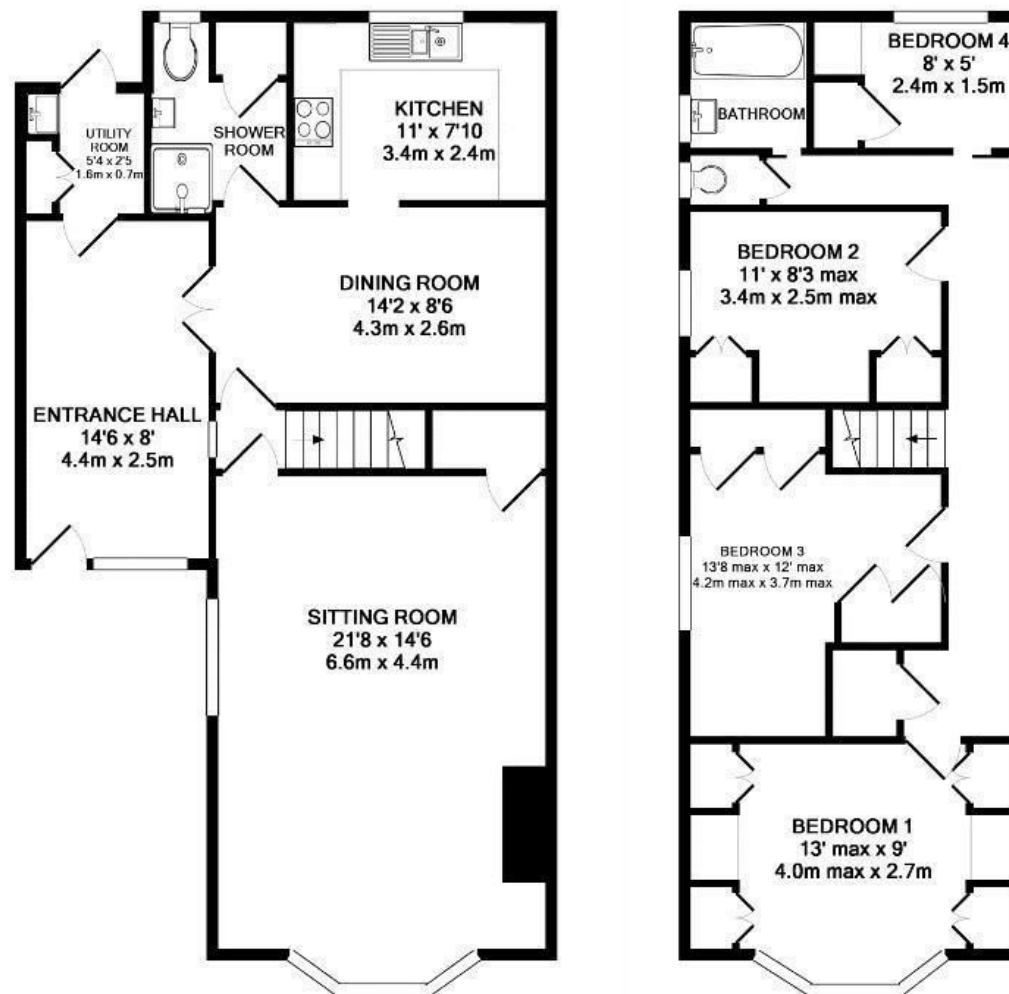 UTILITY
ROOM
5'4 x 2'5
1.6m x 0.7m
SHOWER
ROOM
KITCHEN
11' x 7'10
3.4m x 2.4m
DINING ROOM
14'2 x 8'6
4.3m x 2.6m
ENTRANCE HALL
14'6 x 8'
4.4m x 2.5m
SITTING ROOM
21'8 x 14'6
6.6m x 4.4m
BATHROOM
BEDROOM 4
8' x 5'
2.4m x 1.5m
BEDROOM 2
11' x 8'3 max
3.4m x 2.5m max
BEDROOM 3
13'8 max x 12' max
4.2m max x 3.7m max
BEDROOM 1
13' max x 9'
4.0m max x 2.7m